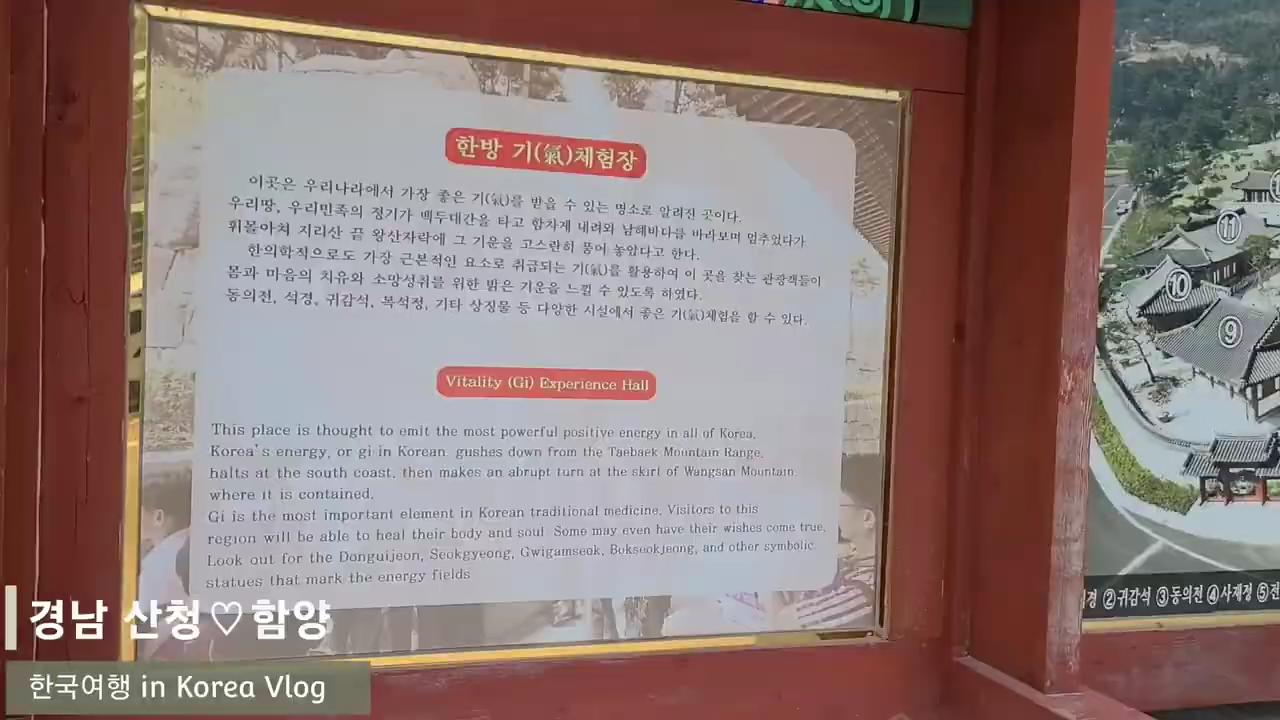 한방 기(氣)체험장
이곳은 우리나라에서 가장 좋은 기(氣)를 받을 수 있는 명소로 알려진 곳이다.
우리땅, 우리민족의 정기가 백두대간을 타고 힘차게 내려와 남해바다를 바라보며 멈추었다가
휘몰아쳐 지리산 끝 왕산자락에 그 기운을 고스란히 품어 놓았다고 한다.
한의학적으로도 가장 근본적인 요소로 취급되는 기(氣)를 활용하여 이 곳을 찾는 관광객들이
몸과 마음의 치유와 소망성취를 위한 밝은 기운을 느낄 수 있도록 하였다.
동의전, 석경, 귀감석, 복석정, 기타 상징물 등 다양한 시설에서 좋은 기(氣)체험을 할 수 있다.
Vitality (Gi) Experience Hall
This place is thought to emit the most powerful positive energy in all of Korea.
Korea's energy, or gi in Korean, gushes down from the Taebaek Mountain Range,
halts at the south coast, then makes an abrupt turn at the skirt of Wangsan Mountain,
where it is contained.
Gi is the most important element in Korean traditional medicine. Visitors to this
region will be able to heal their body and soul. Some may even have their wishes come true.
Look out for the Donguijeon, Seokgyeong, Gwigamseok, Bokseokjeong, and other symbolic
statues that mark the energy fields
⑪
⑩
⑨
경 ②귀감석 ③동의전 ④사재정 ⑤전
경남 산청♡함양
한국여행 in Korea Vlog